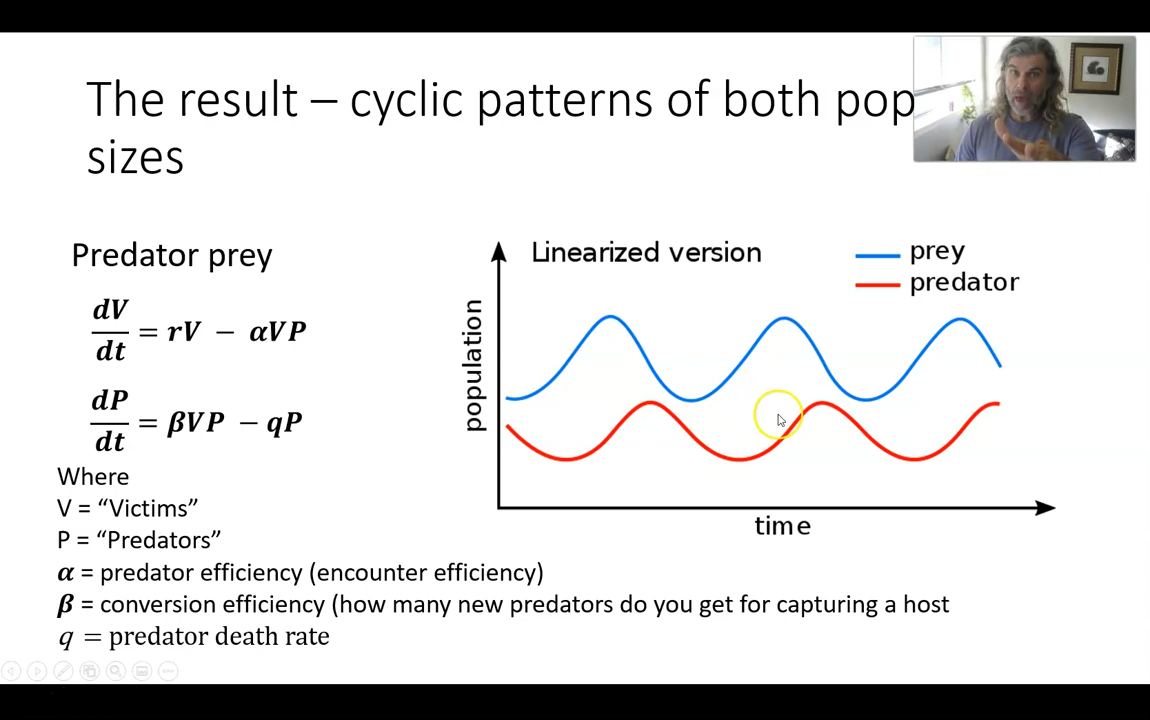 The result – cyclic patterns of both pop
sizes
Predator prey
dV/dt = rV − αVP
dP/dt = βVP − qP
Where
V = “Victims”
P = “Predators”
α = predator efficiency (encounter efficiency)
β = conversion efficiency (how many new predators do you get for capturing a host
q = predator death rate
Linearized version
prey
predator
population
time